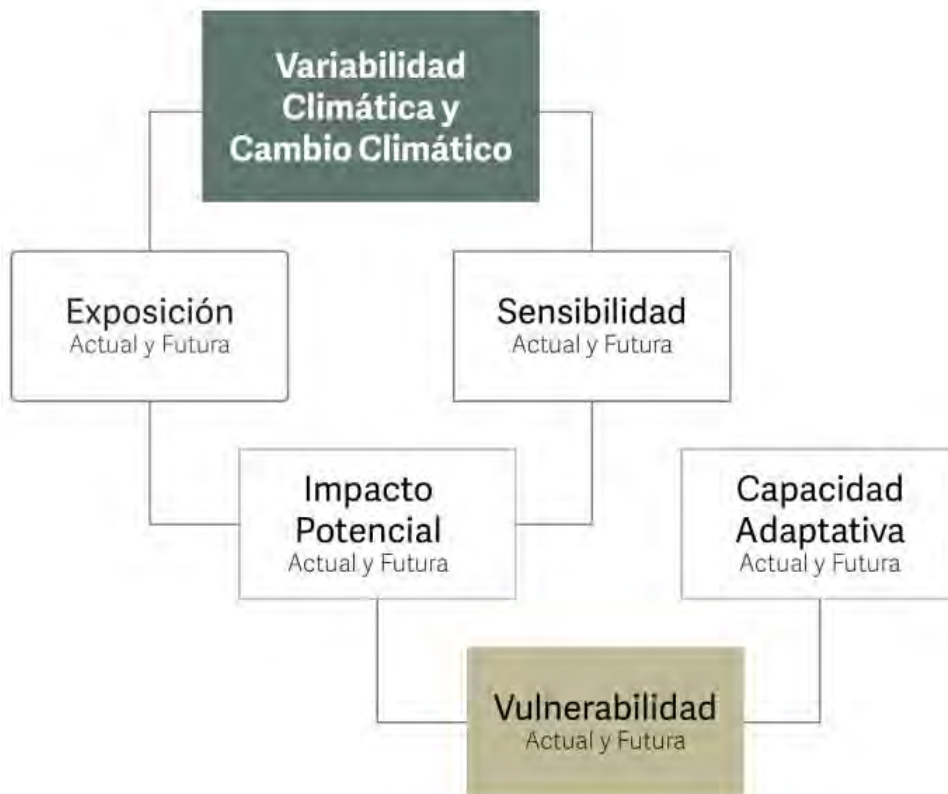 Variabilidad
Climática y
Cambio Climático
Exposición
Actual y Futura
Sensibilidad
Actual y Futura
Impacto
Potencial
Actual y Futura
Capacidad
Adaptativa
Actual y Futura
Vulnerabilidad
Actual y Futura